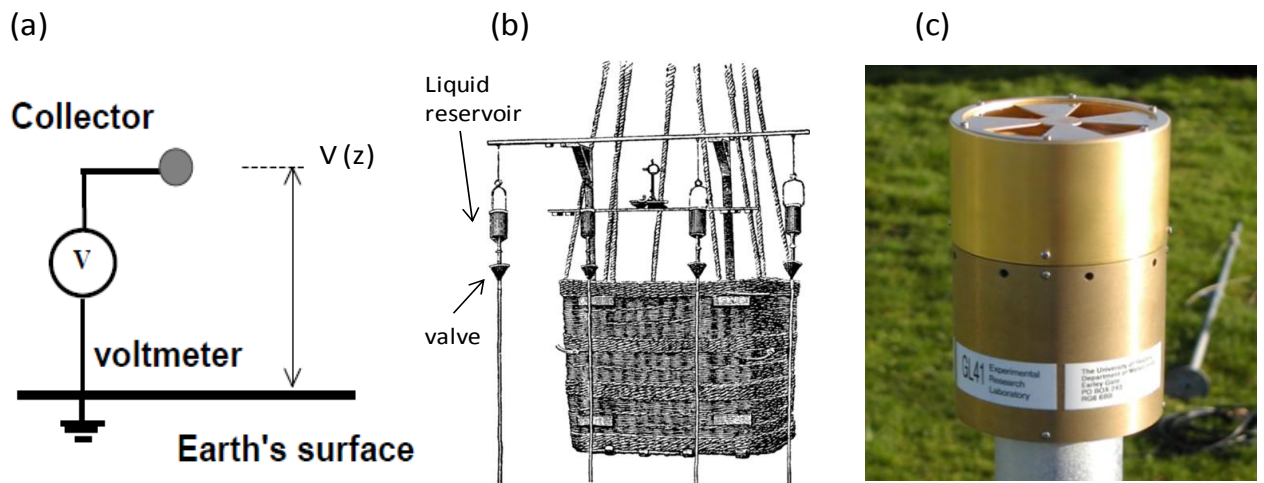 (a)
Collector
V (z)
V
voltmeter
Earth's surface
(b)
Liquid
reservoir
valve
(c)
GL41
Experimental
Research
Laboratory
The University of Reading
Department of Meteorology
Earley Gate
PO BOX 243
RG6 6BB